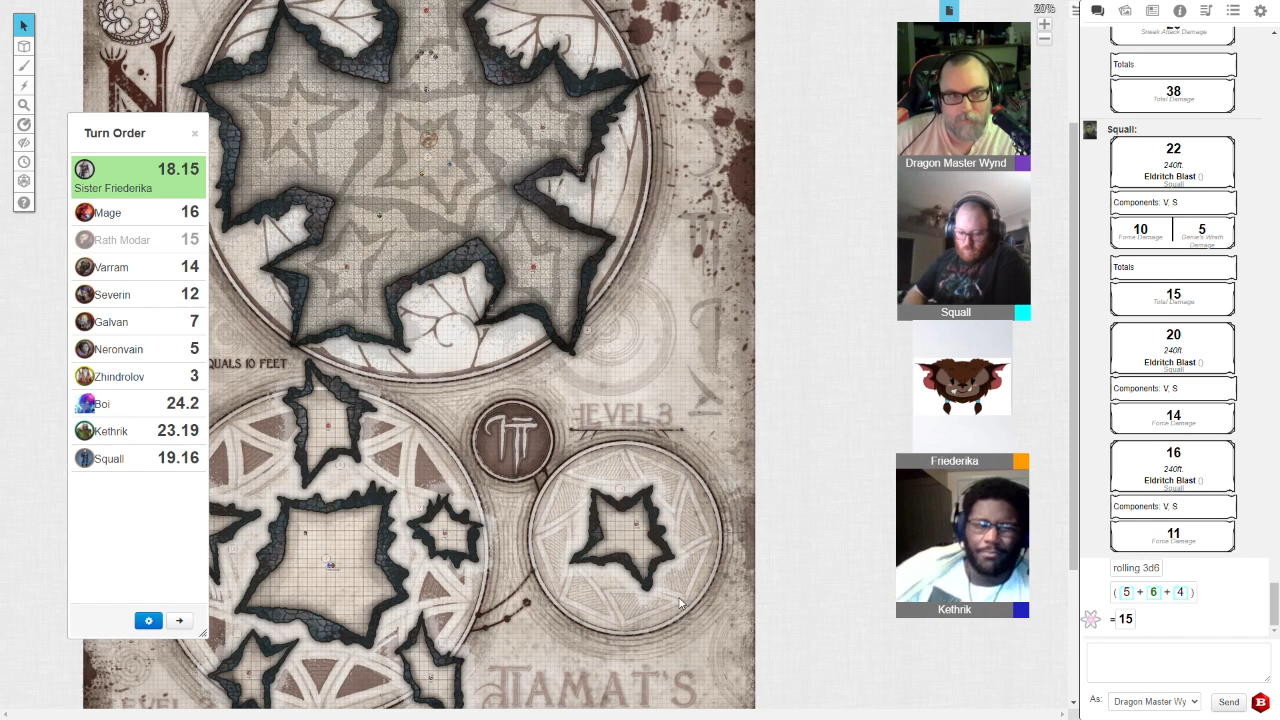 20%
Turn Order
×
18.15
Sister Friederika
Mage 16
Rath Modar 15
Varram 14
Severin 12
Galvan 7
Neronvain 5
Zhindrolov 3
Boi 24.2
Kethrik 23.19
Squall 19.16
QUALS 10 FEET
LEVEL 3
TIAMAT'S
LEVEL 2
Dragon Master Wynd
Squall
Friederika
Kethrik
Sneak Attack Damage
Totals
38
Total Damage
Squall:
22
240ft.
Eldritch Blast ()
Squall
Components: V, S
10 5
Force Damage Genie's Wrath Damage
Totals
15
Total Damage
20
240ft.
Eldritch Blast ()
Squall
Components: V, S
14
Force Damage
16
240ft.
Eldritch Blast ()
Squall
Components: V, S
11
Force Damage
rolling 3d6
( 5 + 6 + 4 )
= 15
As: Dragon Master Wy Send